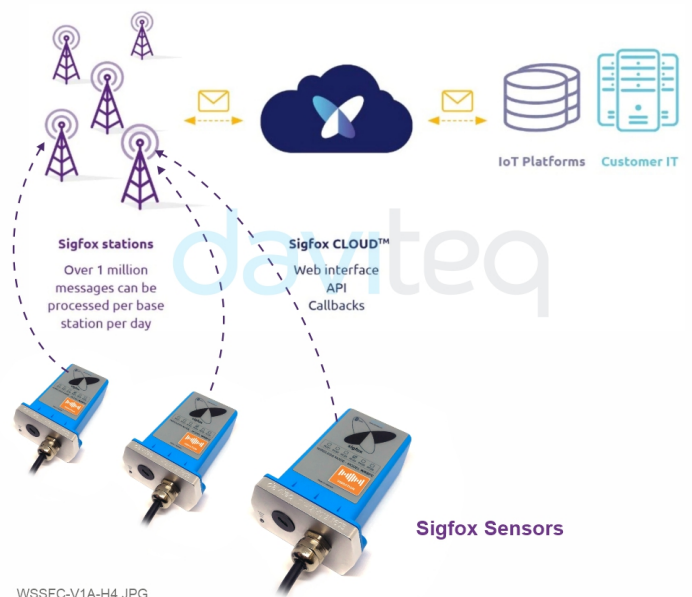 IoT Platforms
Customer IT
Sigfox stations
Over 1 million
messages can be
processed per base
station per day
Sigfox CLOUD™
Web interface
API
Callbacks
daviteq
sigfox
Sigfox Sensors
WSSFC-V1A-H4.JPG